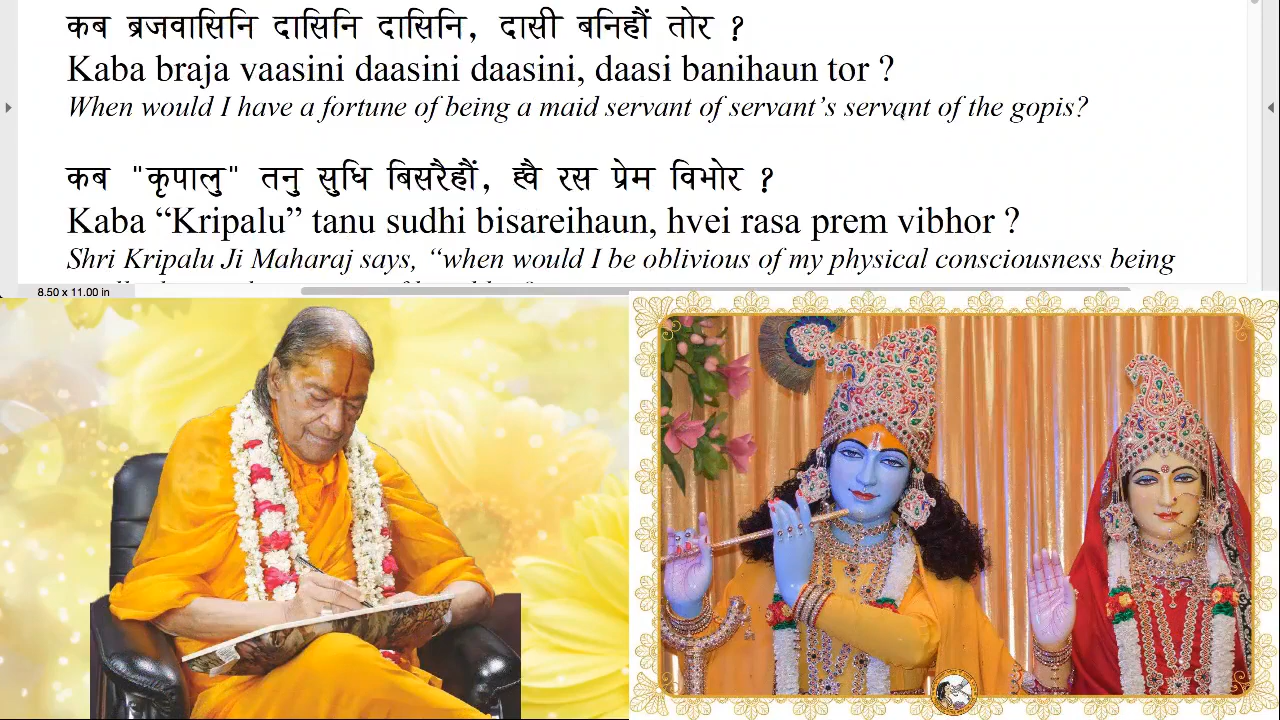 कब ब्रजवासिनि दासिनि दासिनि, दासी बनिहौं तोर ?
Kaba braja vaasini daasini daasini, daasi banihaun tor ?
When would I have a fortune of being a maid servant of servant’s servant of the gopis?
कब "कृपालु" तनु सुधि बिसरैहौं, ह्वै रस प्रेम विभोर ?
Kaba “Kripalu” tanu sudhi bisareihaun, hvei rasa prem vibhor ?
Shri Kripalu Ji Maharaj says, “when would I be oblivious of my physical consciousness being
8.50 x 11.00 in